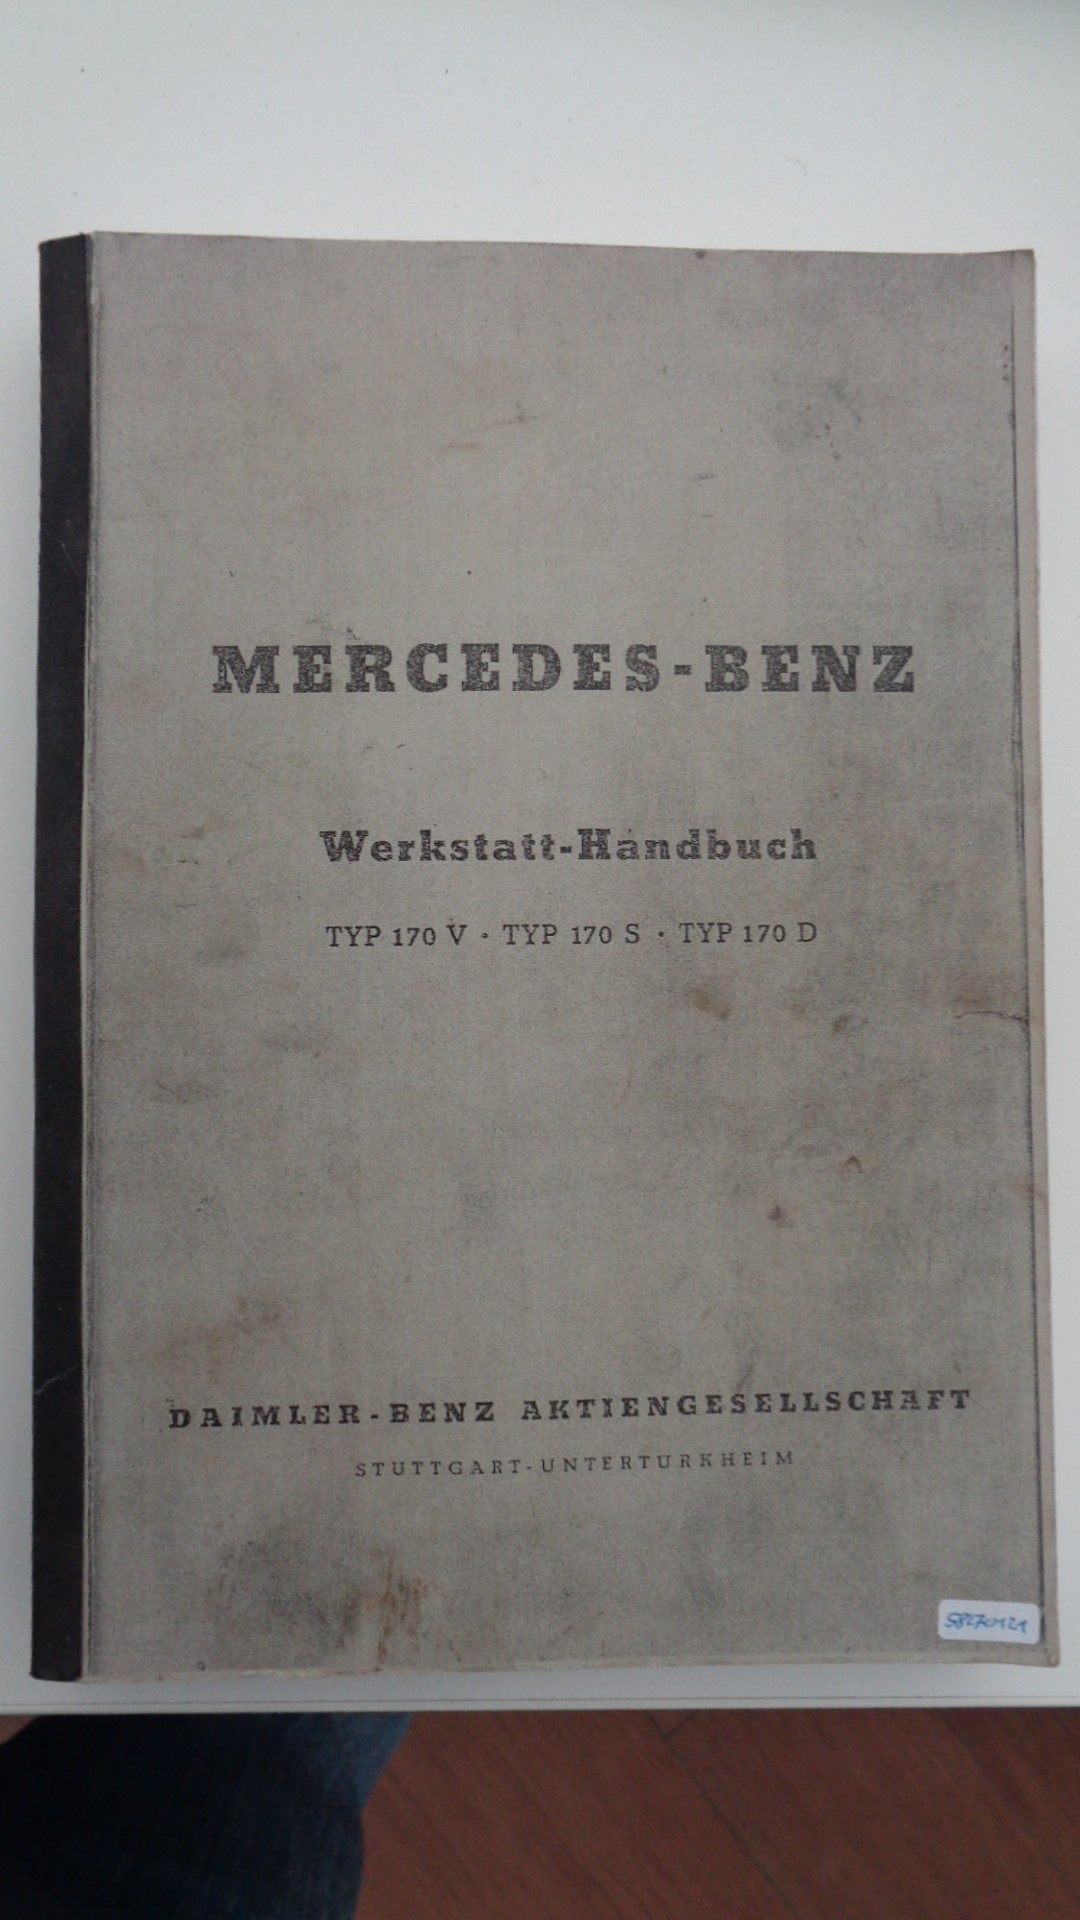 MERCEDES-BENZ
Werkstatt-Handbuch
TYP 170 V · TYP 170 S · TYP 170 D
DAIMLER-BENZ AKTIENGESELLSCHAFT
STUTTGART-UNTERTURKHEIM